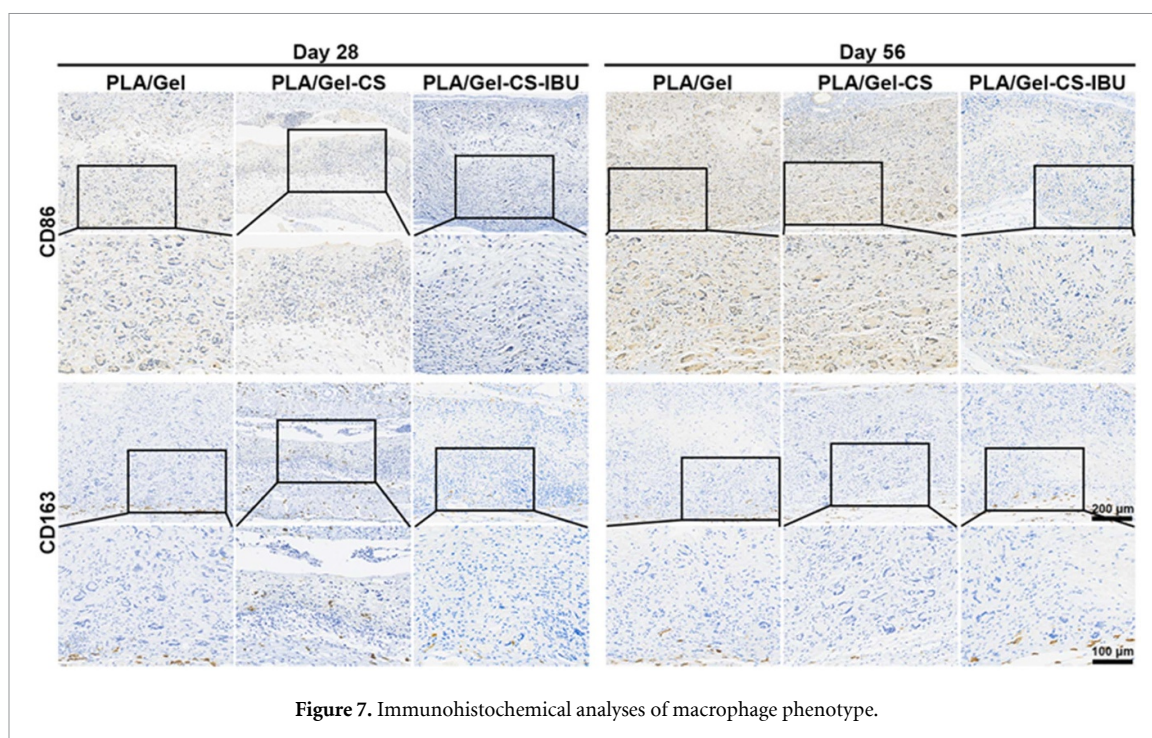 Day 28
Day 56
PLA/Gel
PLA/Gel-CS
PLA/Gel-CS-IBU
PLA/Gel
PLA/Gel-CS
PLA/Gel-CS-IBU
CD86
CD163
200 µm
100 µm
Figure 7. Immunohistochemical analyses of macrophage phenotype.